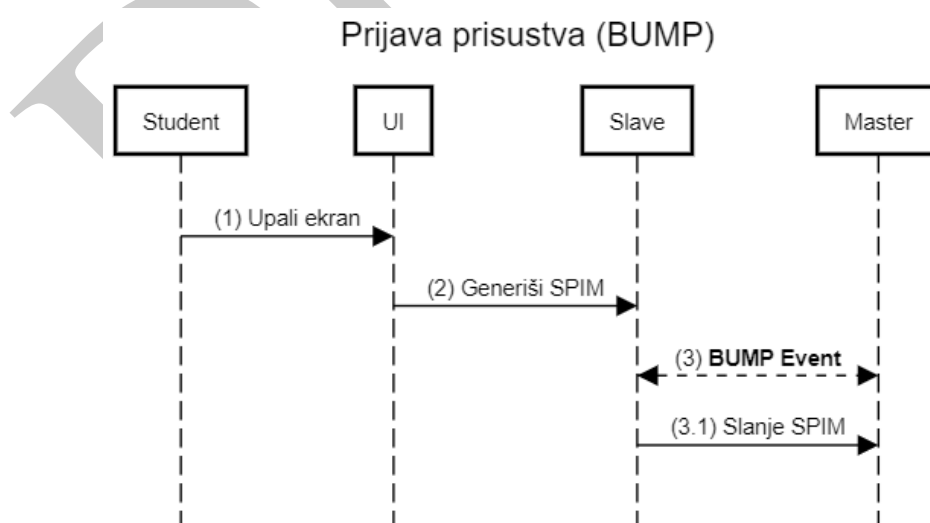 Prijava prisustva (BUMP)
Student
UI
Slave
Master
(1) Upali ekran
(2) Generiši SPIM
(3) BUMP Event
(3.1) Slanje SPIM